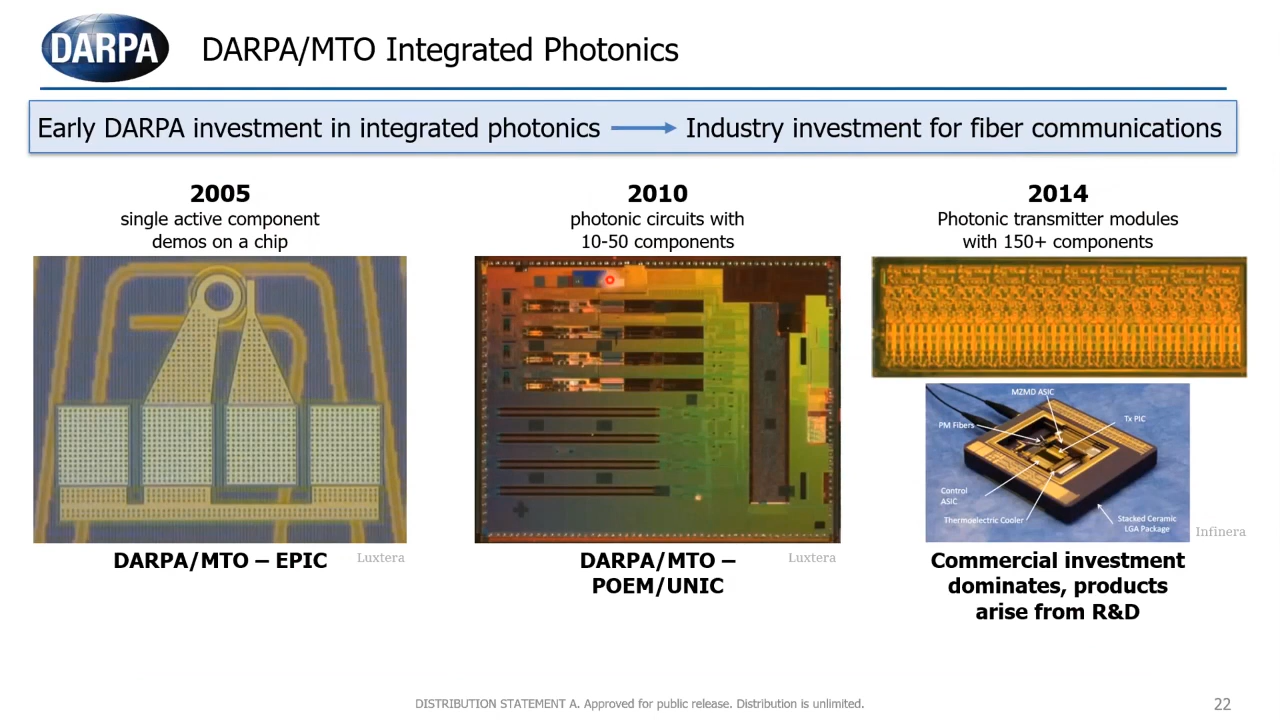 DARPA
DARPA/MTO Integrated Photonics
Early DARPA investment in integrated photonics
Industry investment for fiber communications
2005
single active component
demos on a chip
DARPA/MTO – EPIC
Luxtera
2010
photonic circuits with
10-50 components
DARPA/MTO –
POEM/UNIC
Luxtera
2014
Photonic transmitter modules
with 150+ components
MZMD ASIC
PM Fibers
Tx PIC
Control
ASIC
Thermoelectric Cooler
Stacked Ceramic
LGA Package
Infinera
Commercial investment
dominates, products
arise from R&D
DISTRIBUTION STATEMENT A. Approved for public release. Distribution is unlimited.
22